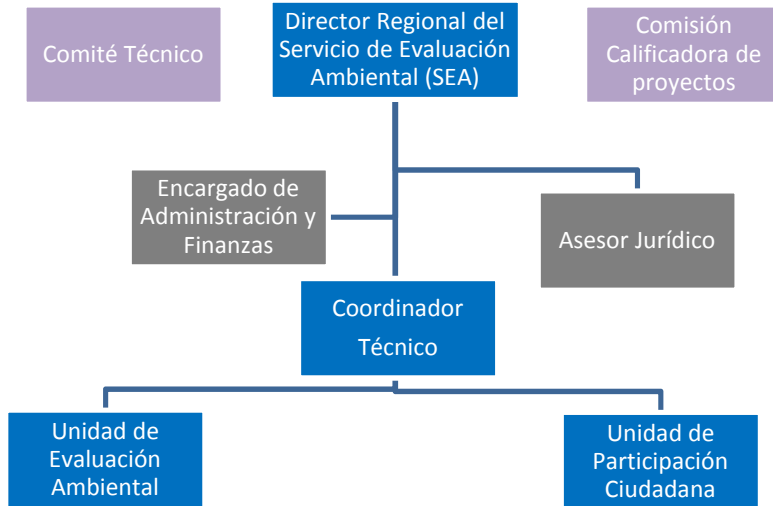 Comité Técnico
Director Regional del
Servicio de Evaluación
Ambiental (SEA)
Comisión
Calificadora de
proyectos
Encargado de
Administración y
Finanzas
Asesor Jurídico
Coordinador
Técnico
Unidad de
Evaluación
Ambiental
Unidad de
Participación
Ciudadana